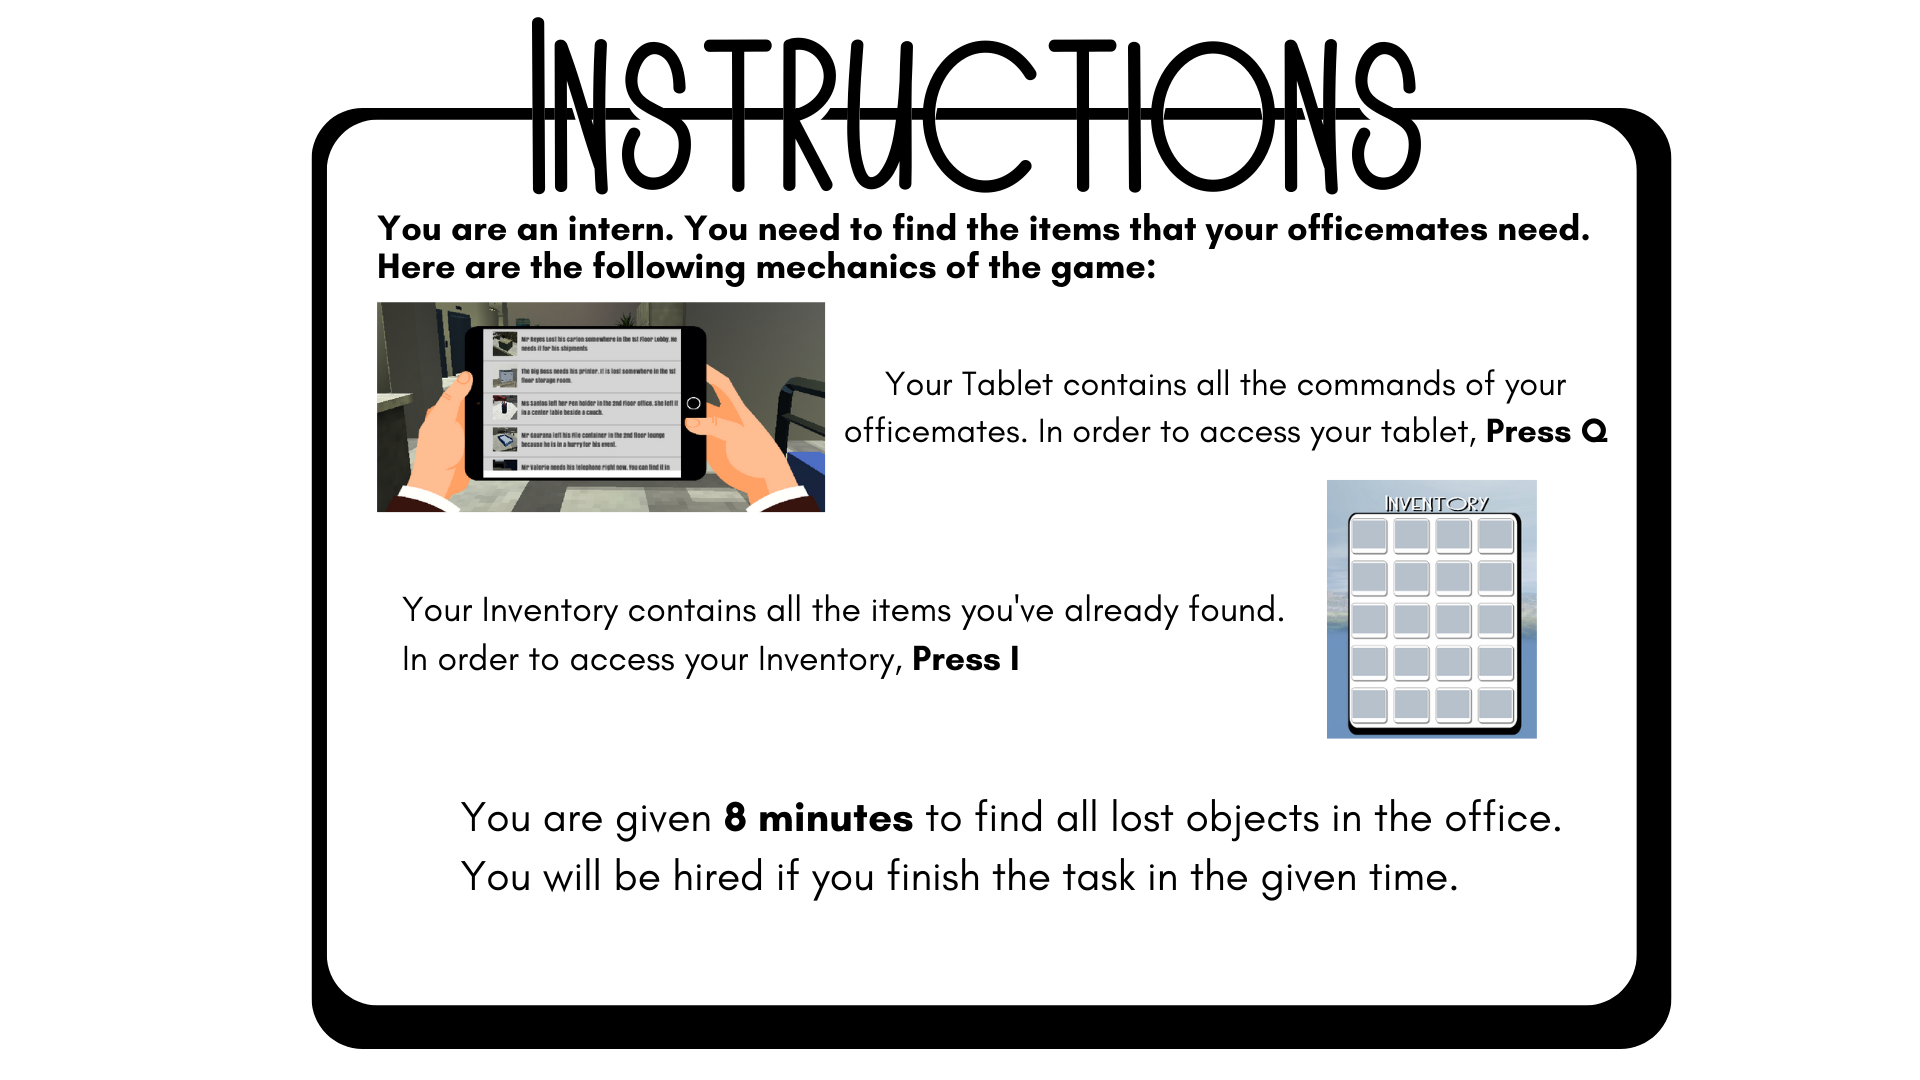 INSTRUCTIONS
You are an intern. You need to find the items that your officemates need.
Here are the following mechanics of the game:
Mr Reyes Lost his carton somewhere in the 1st Floor Lobby. He
needs it for his shipments
The Big Boss needs his printer. It is lost somewhere in the 1st
floor storage room.
Ms Santos left her Pen holder in the 2nd Floor office. She left it
in a center table beside a couch.
Mr Gaurana left his File container in the 2nd floor lounge
because he is in a hurry for his event.
Mr Valerio needs his telephone right now. You can find it in
Your Tablet contains all the commands of your
officemates. In order to access your tablet, Press Q
INVENTORY
Your Inventory contains all the items you've already found.
In order to access your Inventory, Press I
You are given 8 minutes to find all lost objects in the office.
You will be hired if you finish the task in the given time.